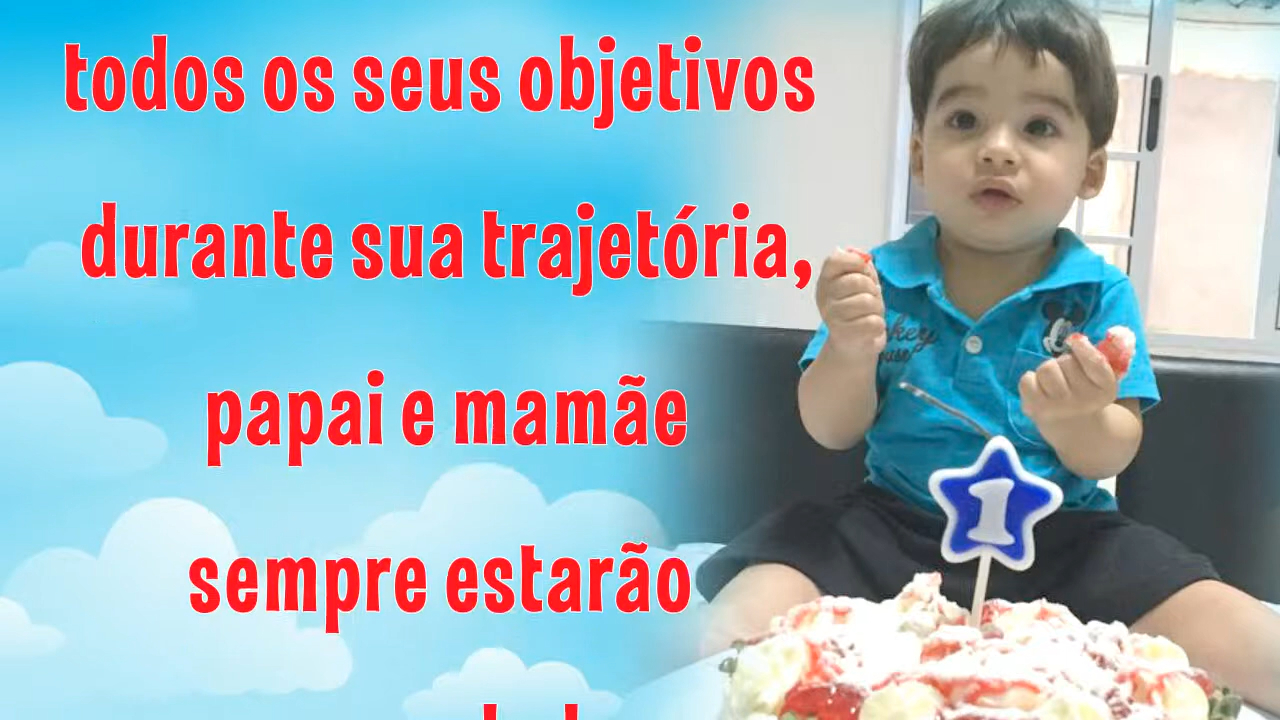 todos os seus objetivos
durante sua trajetória,
papai e mamãe
sempre estarão
1